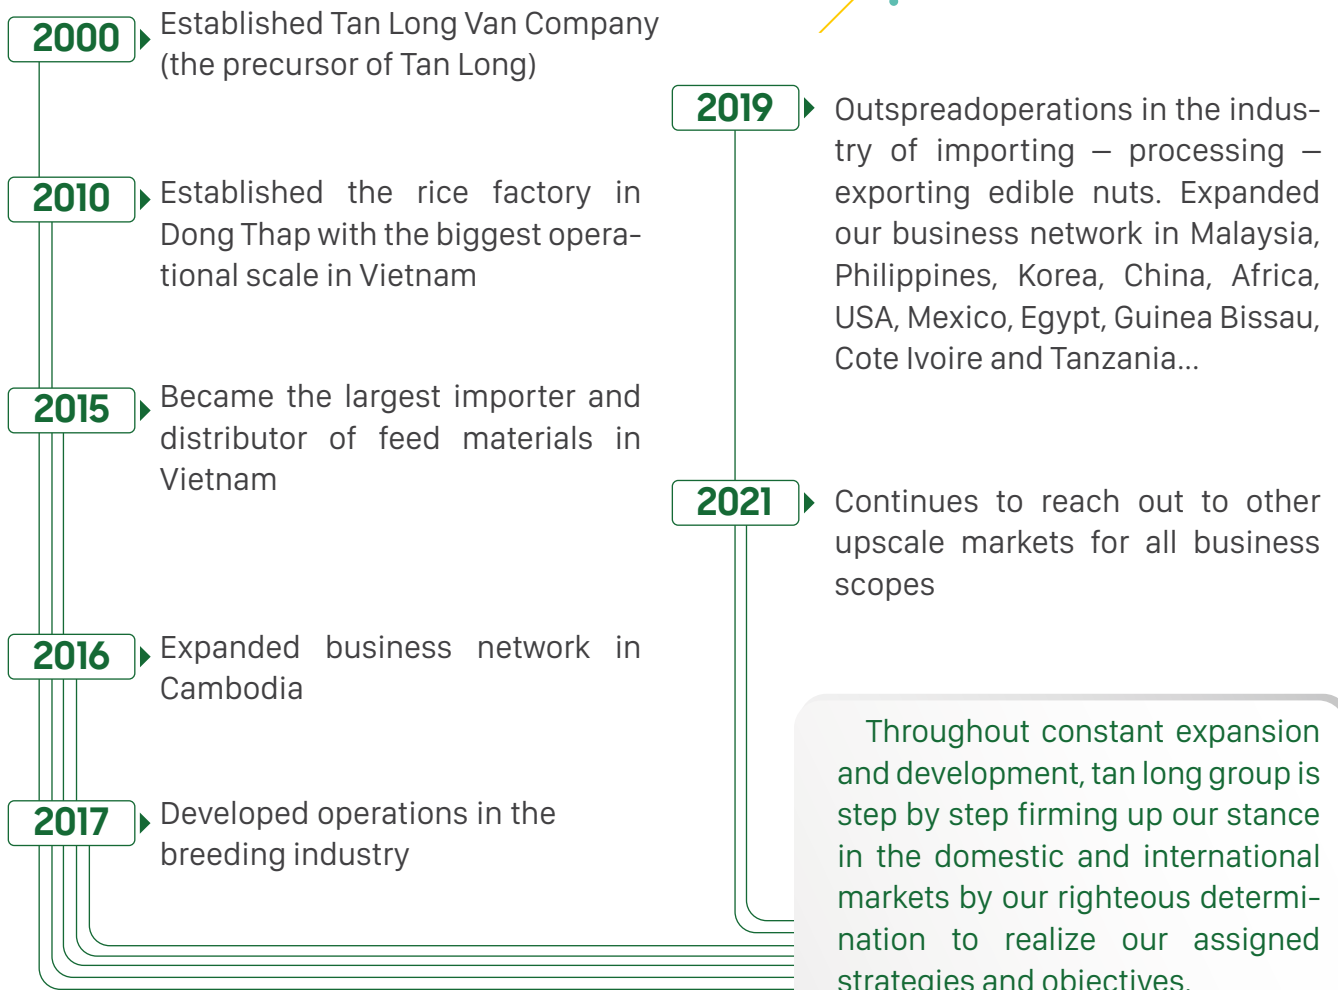 2000
Established Tan Long Van Company
(the precursor of Tan Long)
2010
Established the rice factory in
Dong Thap with the biggest opera-
tional scale in Vietnam
2015
Became the largest importer and
distributor of feed materials in
Vietnam
2016
Expanded business network in
Cambodia
2017
Developed operations in the
breeding industry
2019
Outspreadoperations in the indus-
try of importing – processing –
exporting edible nuts. Expanded
our business network in Malaysia,
Philippines, Korea, China, Africa,
USA, Mexico, Egypt, Guinea Bissau,
Cote Ivoire and Tanzania...
2021
Continues to reach out to other
upscale markets for all business
scopes
Throughout constant expansion
and development, tan long group is
step by step firming up our stance
in the domestic and international
markets by our righteous determi-
nation to realize our assigned
strategies and objectives.